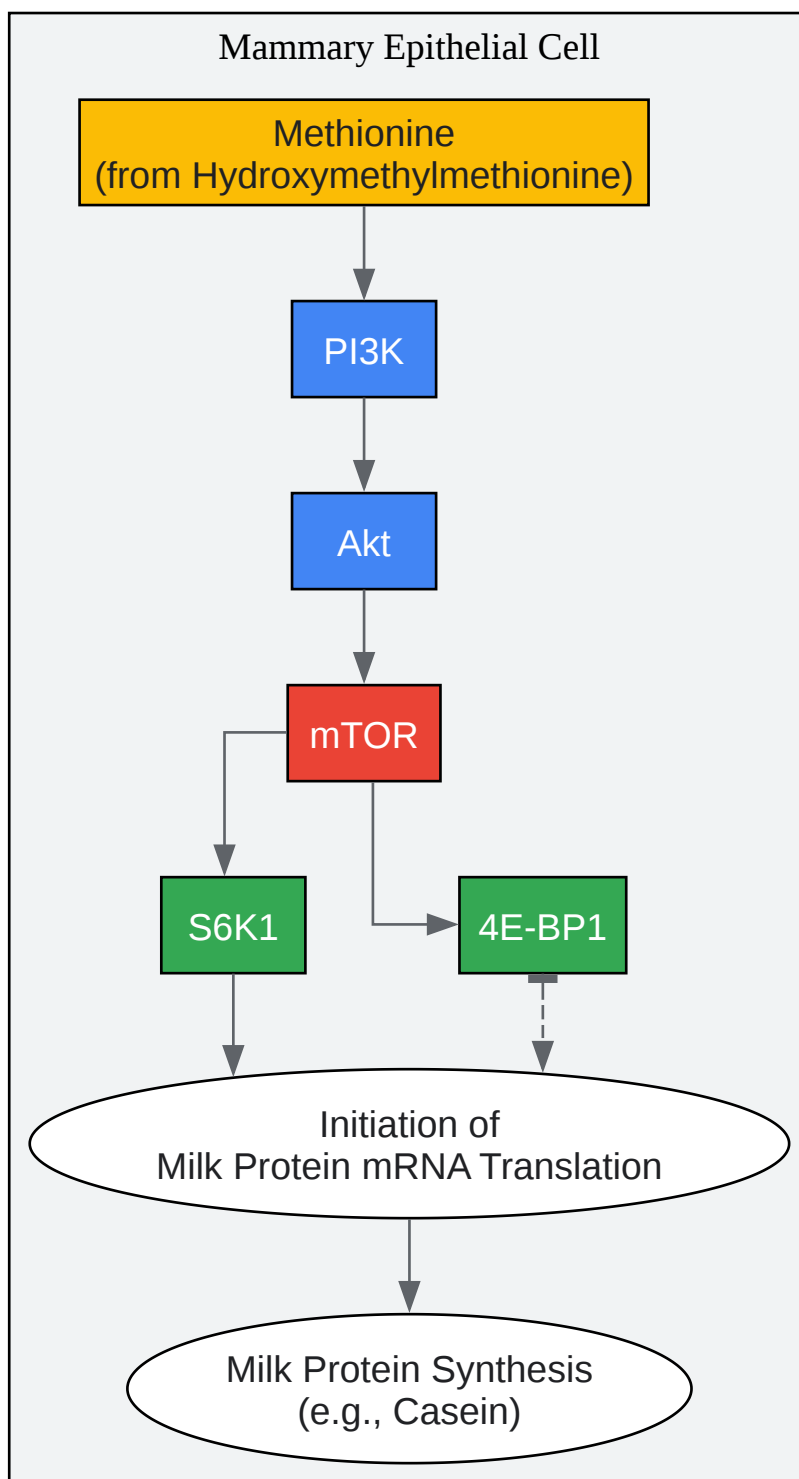 Mammary Epithelial Cell
Methionine
(from Hydroxymethylmethionine)
PI3K
Akt
mTOR
S6K1
4E-BP1
Initiation of
Milk Protein mRNA Translation
Milk Protein Synthesis
(e.g., Casein)